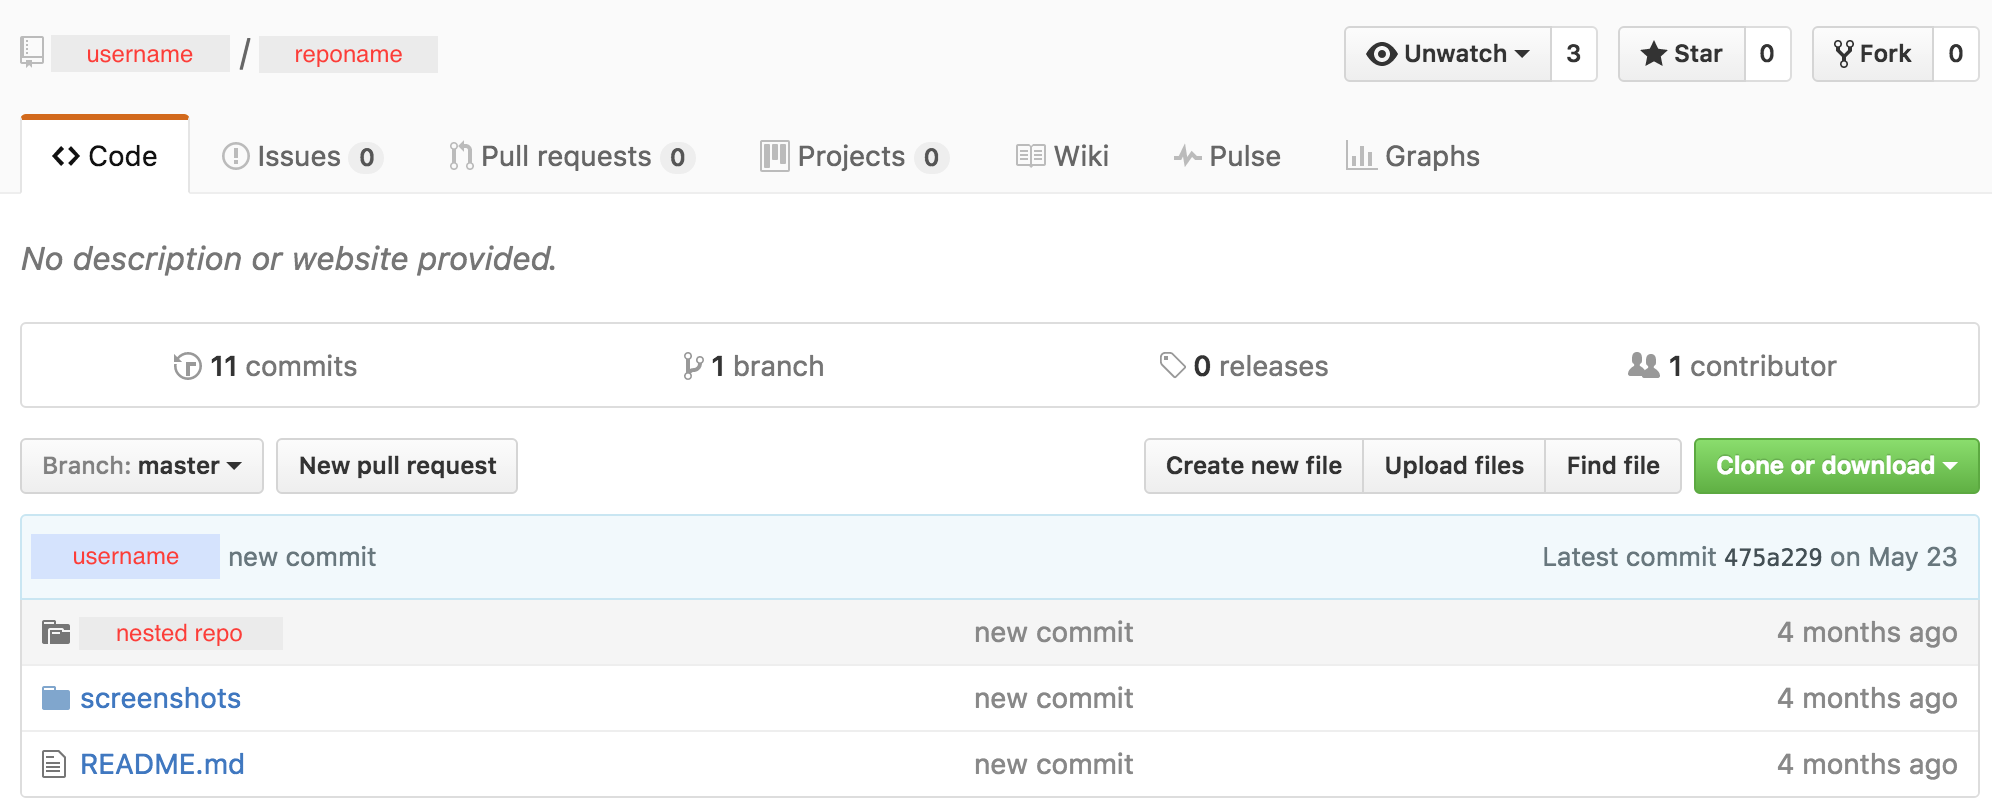 username / reponame Unwatch 3 Star 0 Fork 0
Code Issues 0 Pull requests 0 Projects 0 Wiki Pulse Graphs
No description or website provided.
11 commits 1 branch 0 releases 1 contributor
Branch: master New pull request Create new file Upload files Find file Clone or download
username new commit Latest commit 475a229 on May 23
nested repo new commit 4 months ago
screenshots new commit 4 months ago
README.md new commit 4 months ago